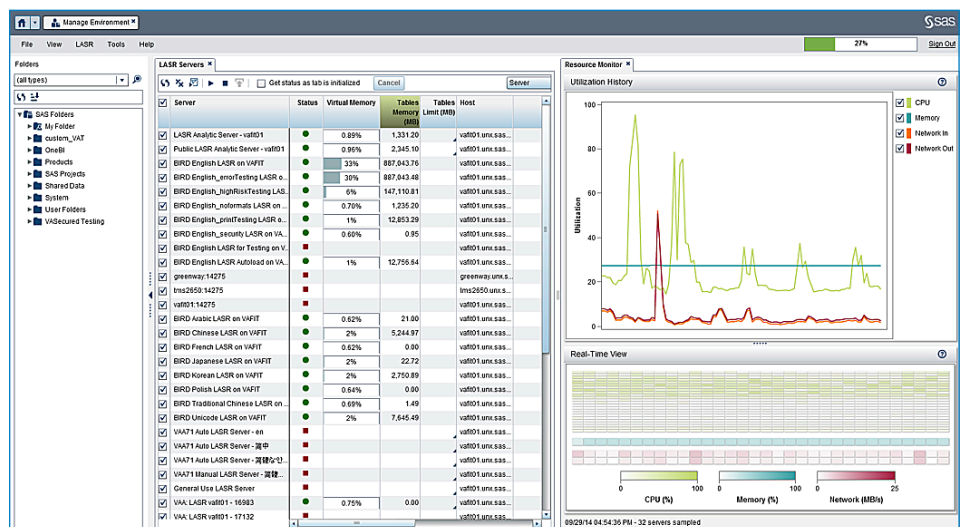 Manage Environment
sas
File View LASR Tools Help
27%
Sign Out
Folders
(all types)
SAS Folders
My Folder
custom_VAT
OneBI
Products
SAS Projects
Shared Data
System
User Folders
VASecured Testing
LASR Servers
Get status as tab is initialized
Cancel
Server
Server Status Virtual Memory Tables Memory (MB) Tables Limit (MB) Host
LASR Analytic Server - vafit01 0.89% 1,331.20 vafit01.unx.sas...
Public LASR Analytic Server - vafit01 0.96% 2,345.10 vafit01.unx.sas...
BIRD English LASR on VAFIT 33% 887,043.76 vafit01.unx.sas...
BIRD English_errorTesting LASR o... 30% 887,043.48 vafit01.unx.sas...
BIRD English_highRiskTesting LAS... 6% 147,110.81 vafit01.unx.sas...
BIRD English_noformats LASR on ... 0.70% 1,235.20 vafit01.unx.sas...
BIRD English_printTesting LASR o... 1% 12,853.29 vafit01.unx.sas...
BIRD English_security LASR on VA... 0.60% 0.95 vafit01.unx.sas...
BIRD English LASR for Testing on V... vafit01.unx.sas...
BIRD English LASR Autoload on VA... 1% 12,756.64 vafit01.unx.sas...
greenway:14275 greenway.unx.s...
tms2650:14275 tms2650.unx.s...
vafit01:14275 vafit01.unx.sas...
BIRD Arabic LASR on VAFIT 0.62% 21.00 vafit01.unx.sas...
BIRD Chinese LASR on VAFIT 2% 5,244.97 vafit01.unx.sas...
BIRD French LASR on VAFIT 0.62% 0.00 vafit01.unx.sas...
BIRD Japanese LASR on VAFIT 2% 22.72 vafit01.unx.sas...
BIRD Korean LASR on VAFIT 2% 2,750.89 vafit01.unx.sas...
BIRD Polish LASR on VAFIT 0.64% 0.00 vafit01.unx.sas...
BIRD Traditional Chinese LASR on ... 0.69% 1.49 vafit01.unx.sas...
BIRD Unicode LASR on VAFIT 2% 7,645.49 vafit01.unx.sas...
VAA71 Auto LASR Server - en vafit01.unx.sas...
VAA71 Auto LASR Server - vafit01.unx.sas...
VAA71 Auto LASR Server - vafit01.unx.sas...
VAA71 Manual LASR Server - vafit01.unx.sas...
General Use LASR Server vafit01.unx.sas...
VAA: LASR vafit01 - 16983 0.75% 0.00 vafit01.unx.sas...
VAA: LASR vafit01 - 17132 vafit01.unx.sas...
Resource Monitor
Utilization History
CPU
Memory
Network In
Network Out
Utilization
100
80
60
40
20
0
Real-Time View
0 100
CPU (%)
0 100
Memory (%)
0 25
Network (MB/s)
09/29/14 04:54:36 PM - 32 servers sampled